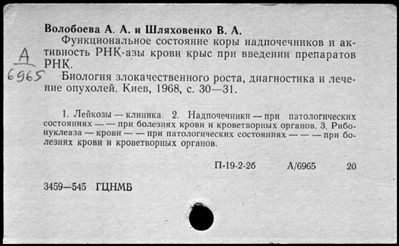 Волобоева А. А. и Шляховенко В. А.
Функциональное состояние коры надпочечников и ак-
тивность РНК-азы крови крыс при введении препаратов
РНК.
А
6965
Биология злокачественного роста, диагностика и лече-
ние опухолей. Киев, 1968, с. 30—31.
1. Лейкозы — клиника. 2. Надпочечники — при патологических
состояниях — — при болезнях крови и кроветворных органов. 3. Рибо-
нуклеаза — крови — — при патологических состояниях — — — при бо-
лезнях крови и кроветворных органов.
П-19-2-2б А/6965 20
3459—545 ГЦНМБ